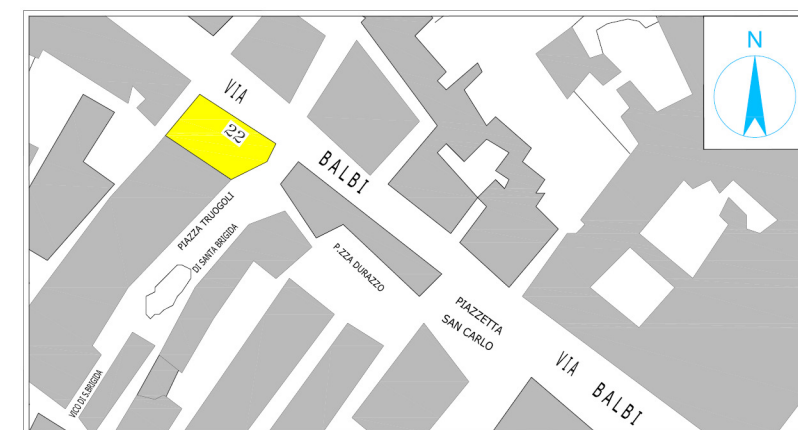 N
VIA
22
BALBI
PIAZZA TRUOGOLI
DI SANTA BRIGIDA
P.ZZA DURAZZO
PIAZZETTA
SAN CARLO
VIA BALBI
VICO DI S.BRIGIDA